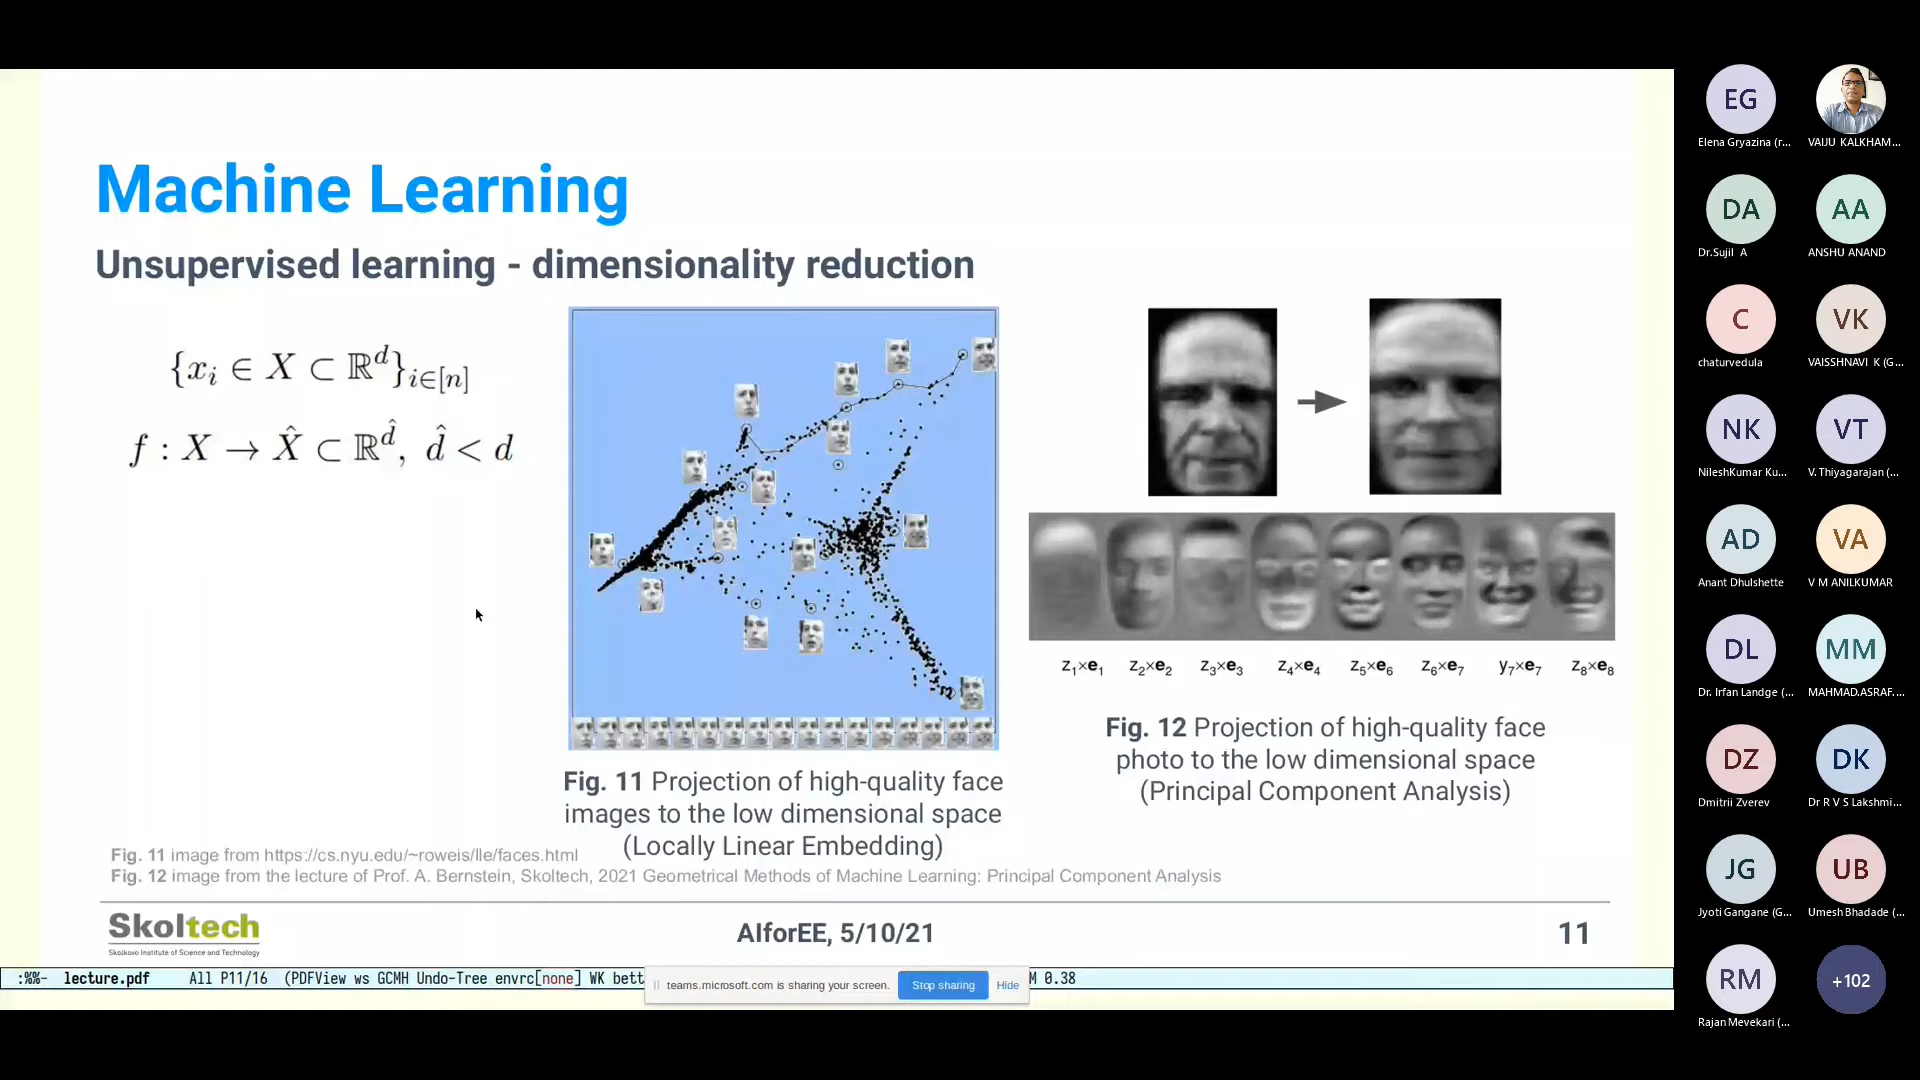 Machine Learning
Unsupervised learning - dimensionality reduction
{xᵢ ∈ X ⊂ ℝᵈ}ᵢ∈[ₙ]
f : X → X̂ ⊂ ℝ^d̂, d̂ < d
z₁×e₁ z₂×e₂ z₃×e₃ z₄×e₄ z₅×e₆ z₆×e₇ y₇×e₇ z₈×e₈
Fig. 11 Projection of high-quality face
images to the low dimensional space
(Locally Linear Embedding)
Fig. 12 Projection of high-quality face
photo to the low dimensional space
(Principal Component Analysis)
Fig. 11 image from https://cs.nyu.edu/~roweis/lle/faces.html
Fig. 12 image from the lecture of Prof. A. Bernstein, Skoltech, 2021 Geometrical Methods of Machine Learning: Principal Component Analysis
Skoltech
Skolkovo Institute of Science and Technology
AIforEE, 5/10/21
11
:%%- lecture.pdf All P11/16 (PDFView ws GCMH Undo-Tree envrc[none] WK bett
M 0.38
teams.microsoft.com is sharing your screen. Stop sharing Hide
EG
Elena Gryazina (r...
VAIJU KALKHAM...
DA AA
Dr.Sujil A ANSHU ANAND
C VK
chaturvedula VAISSHNAVI K (G...
NK VT
NileshKumar Ku... V. Thiyagarajan (...
AD VA
Anant Dhulshette V M ANILKUMAR
DL MM
Dr. Irfan Landge (... MAHMAD.ASRAF....
DZ DK
Dmitrii Zverev Dr R V S Lakshmi...
JG UB
Jyoti Gangane (G... Umesh Bhadade (...
RM +102
Rajan Mevekari (...